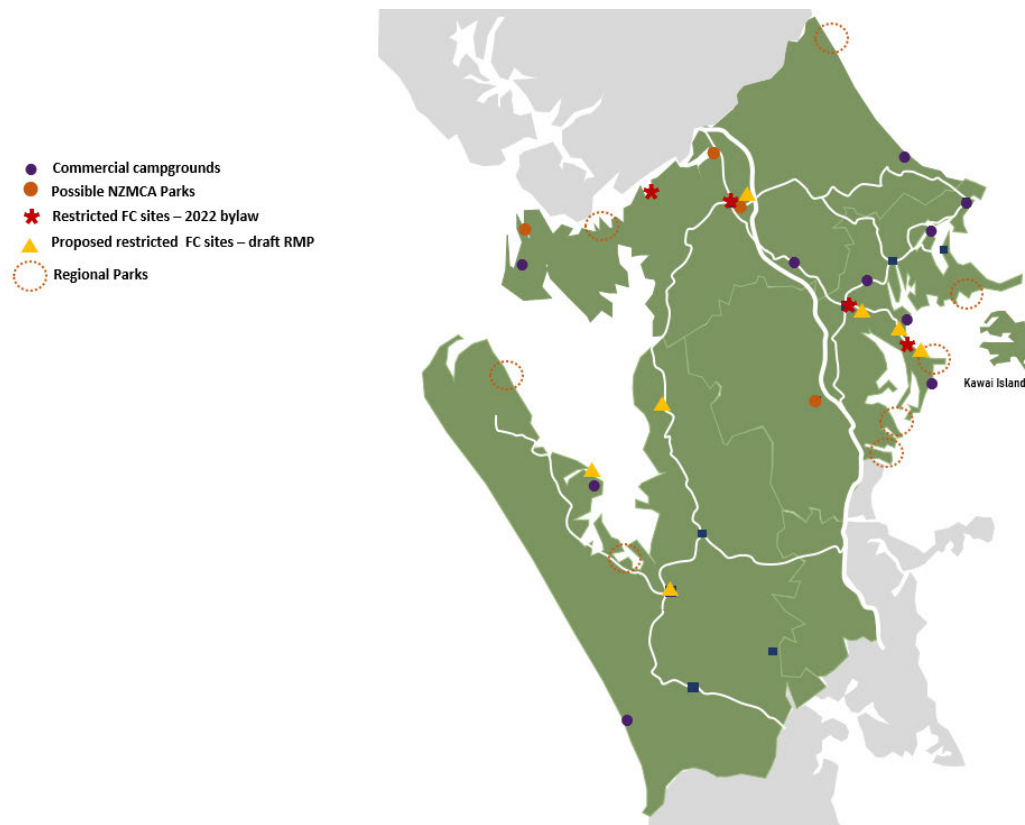 Commercial campgrounds
Possible NZMCA Parks
Restricted FC sites – 2022 bylaw
Proposed restricted FC sites – draft RMP
Regional Parks
Kawai Island